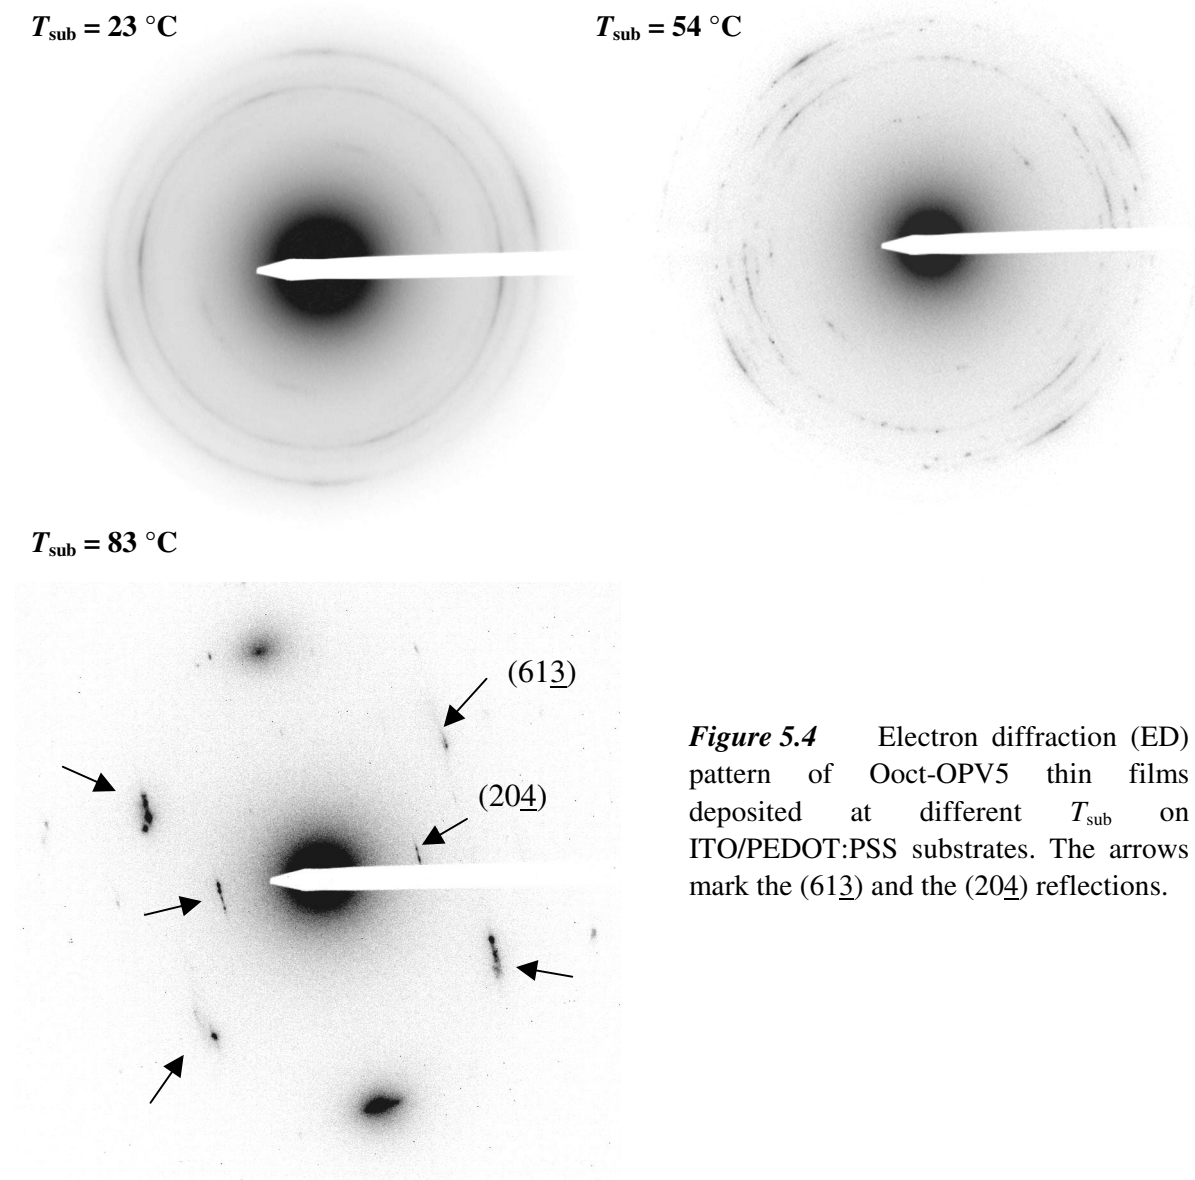 T_sub = 23 °C
T_sub = 54 °C
T_sub = 83 °C
(613̲)
(204̲)
Figure 5.4 Electron diffraction (ED)
pattern of Ooct-OPV5 thin films
deposited at different T_sub on
ITO/PEDOT:PSS substrates. The arrows
mark the (613̲) and the (204̲) reflections.